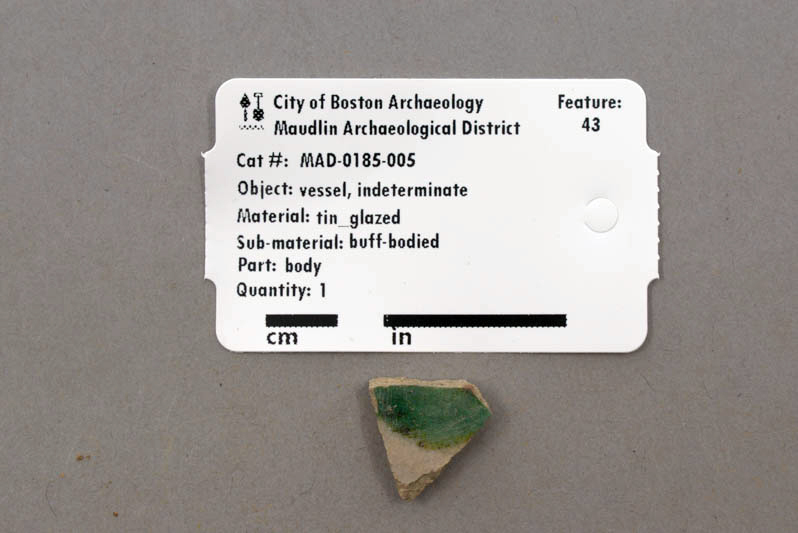 City of Boston Archaeology
Maudlin Archaeological District
Feature:
43
Cat #: MAD-0185-005
Object: vessel, indeterminate
Material: tin_glazed
Sub-material: buff-bodied
Part: body
Quantity: 1
cm in